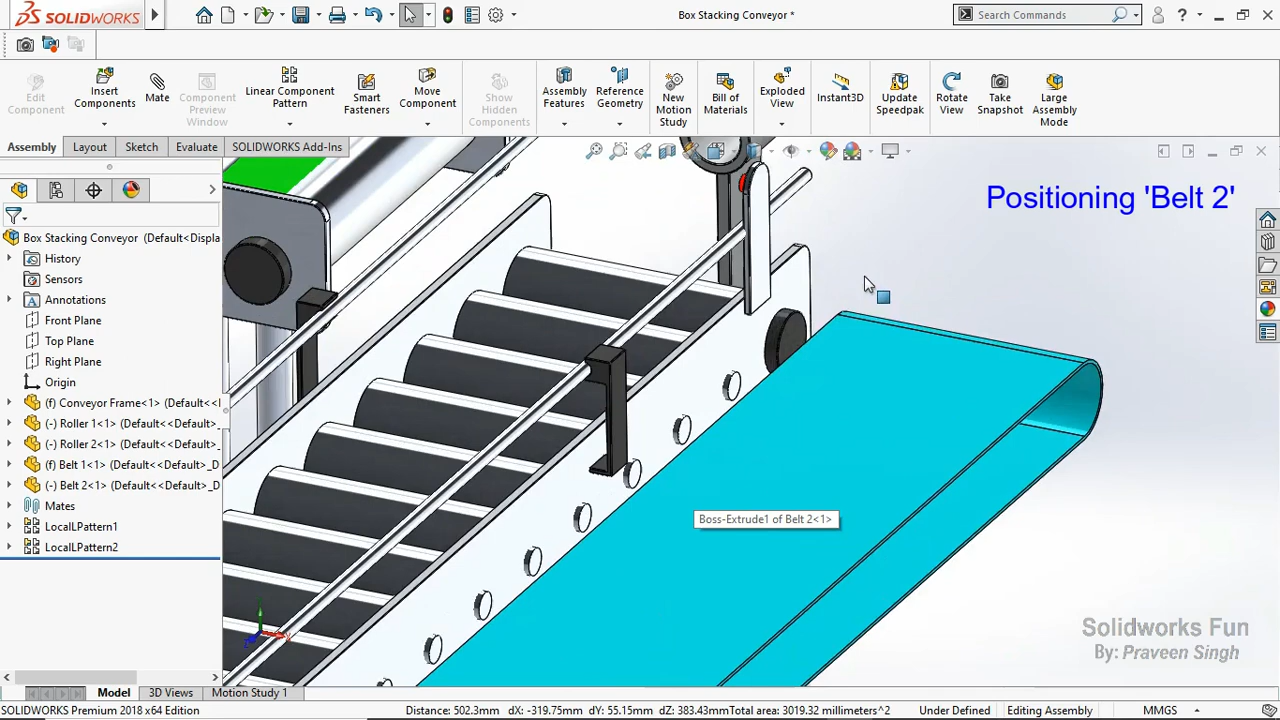 SOLIDWORKS
Box Stacking Conveyor *
Search Commands
Edit Component
Insert Components
Mate
Component Preview Window
Linear Component Pattern
Smart Fasteners
Move Component
Show Hidden Components
Assembly Features
Reference Geometry
New Motion Study
Bill of Materials
Exploded View
Instant3D
Update Speedpak
Rotate View
Take Snapshot
Large Assembly Mode
Assembly Layout Sketch Evaluate SOLIDWORKS Add-Ins
Positioning 'Belt 2'
Box Stacking Conveyor (Default<Displa
History
Sensors
Annotations
Front Plane
Top Plane
Right Plane
Origin
(f) Conveyor Frame<1> (Default<<
(-) Roller 1<1> (Default<<Default>_
(-) Roller 2<1> (Default<<Default>_
(f) Belt 1<1> (Default<<Default>_D
(-) Belt 2<1> (Default<<Default>_D
Mates
LocalLPattern1
LocalLPattern2
Boss-Extrude1 of Belt 2<1>
Solidworks Fun
By: Praveen Singh
Model 3D Views Motion Study 1
SOLIDWORKS Premium 2018 x64 Edition
Distance: 502.3mm dX: -319.75mm dY: 55.15mm dZ: 383.43mmTotal area: 3019.32 millimeters^2
Under Defined
Editing Assembly
MMGS